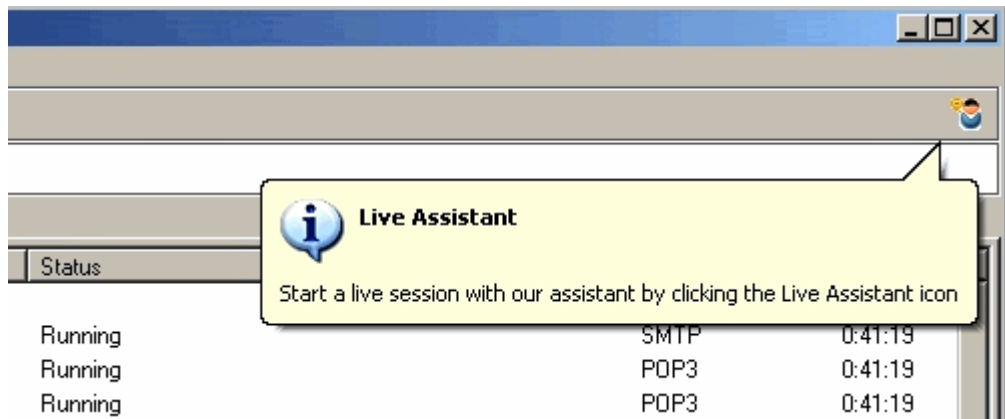 Live Assistant
Start a live session with our assistant by clicking the Live Assistant icon
Status
Running SMTP 0:41:19
Running POP3 0:41:19
Running POP3 0:41:19